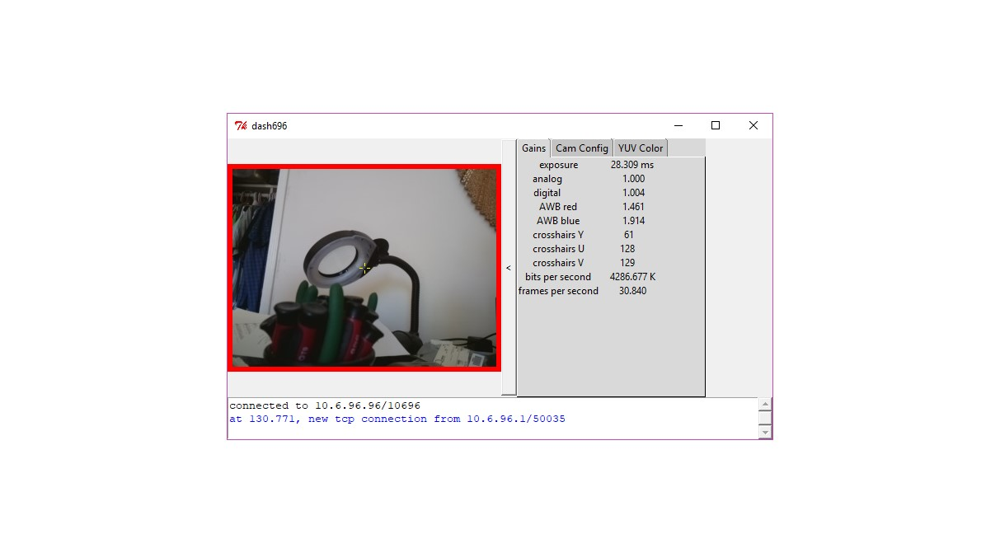 dash696
Gains Cam Config YUV Color
exposure 28.309 ms
analog 1.000
digital 1.004
AWB red 1.461
AWB blue 1.914
crosshairs Y 61
crosshairs U 128
crosshairs V 129
bits per second 4286.677 K
frames per second 30.840
<
connected to 10.6.96.96/10696
at 130.771, new tcp connection from 10.6.96.1/50035